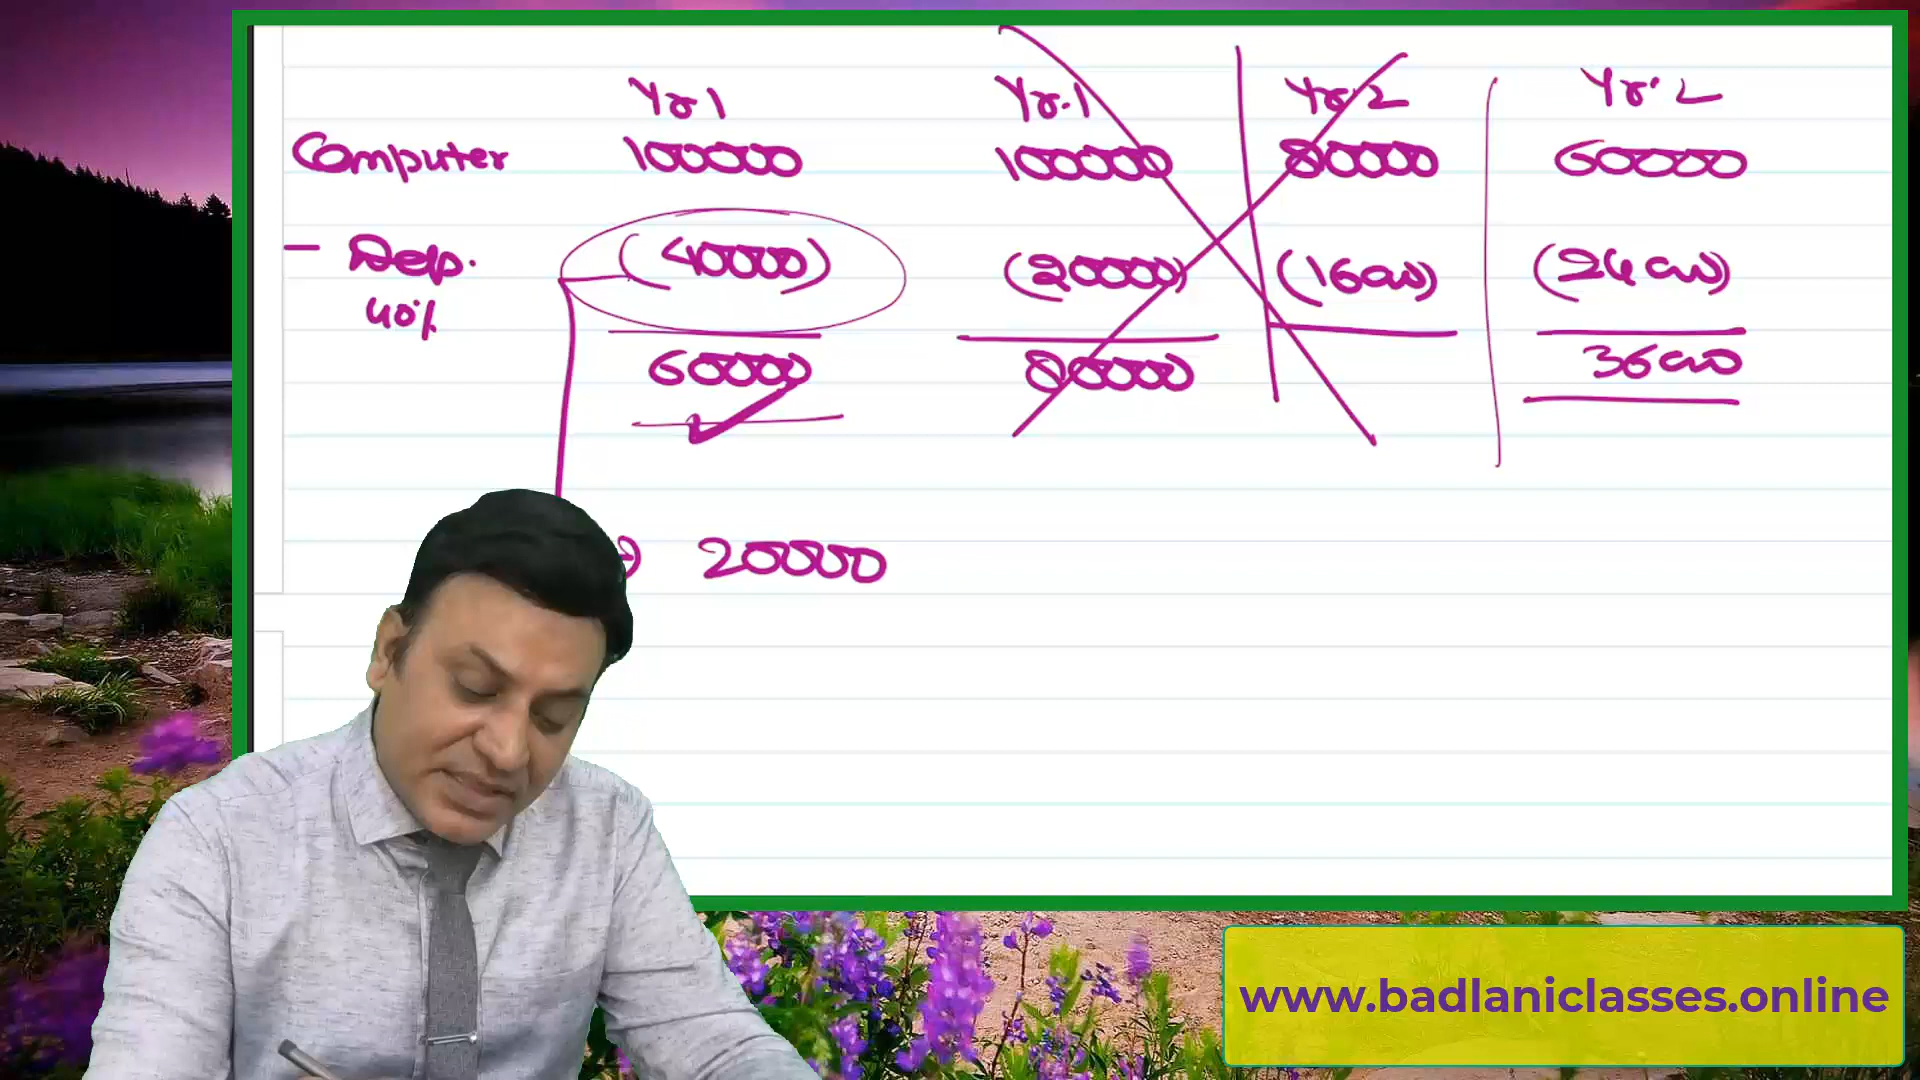 Yr 1 Yr. 1 Yr 2 Yr. 2
Computer 100000 100000 80000 60000
- Dep. (40000) (20000) (16000) (24000)
40%
60000 80000 36000
20000
www.badlaniclasses.online